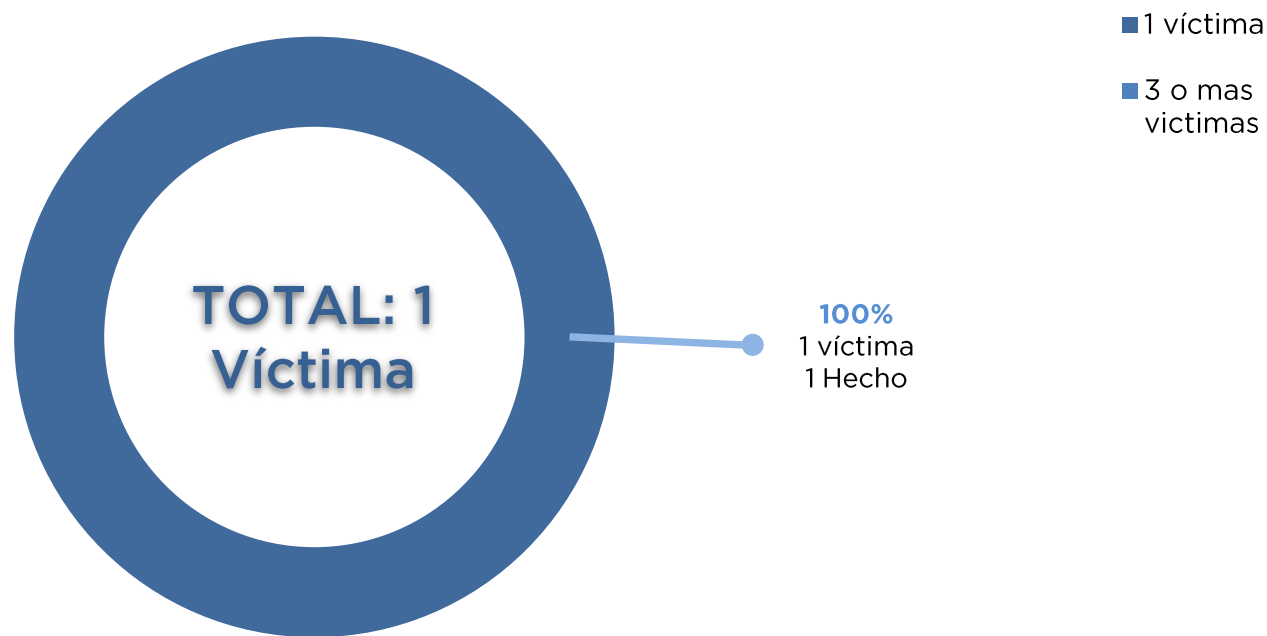 1 víctima
3 o mas
victimas
TOTAL: 1
Víctima
100%
1 víctima
1 Hecho